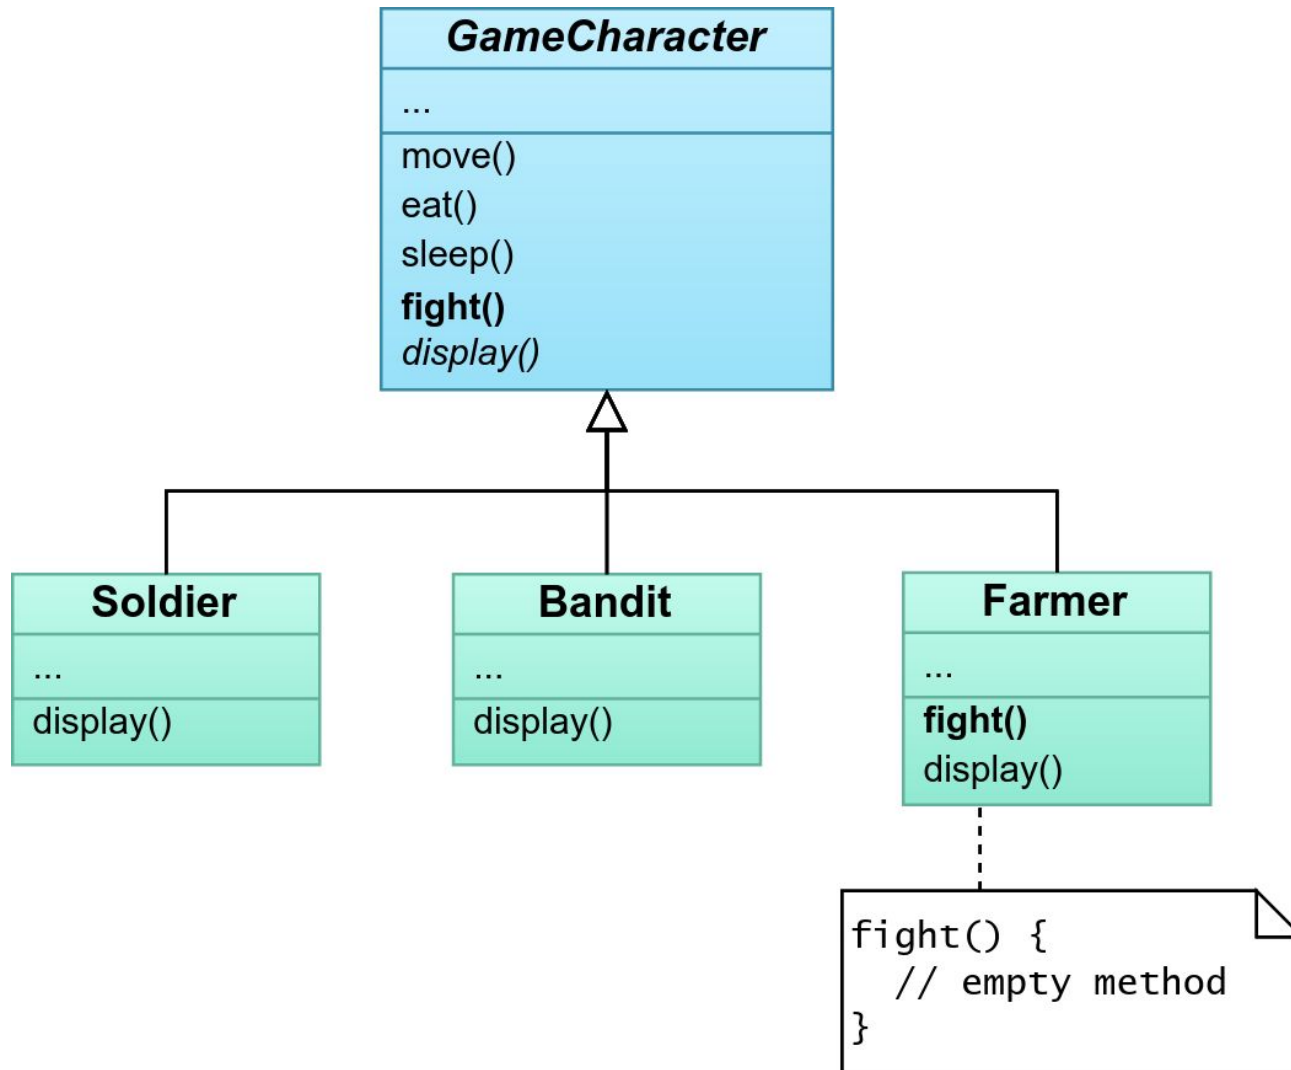 GameCharacter
...
move()
eat()
sleep()
fight()
display()
Soldier
...
display()
Bandit
...
display()
Farmer
...
fight()
display()
fight() {
  // empty method
}